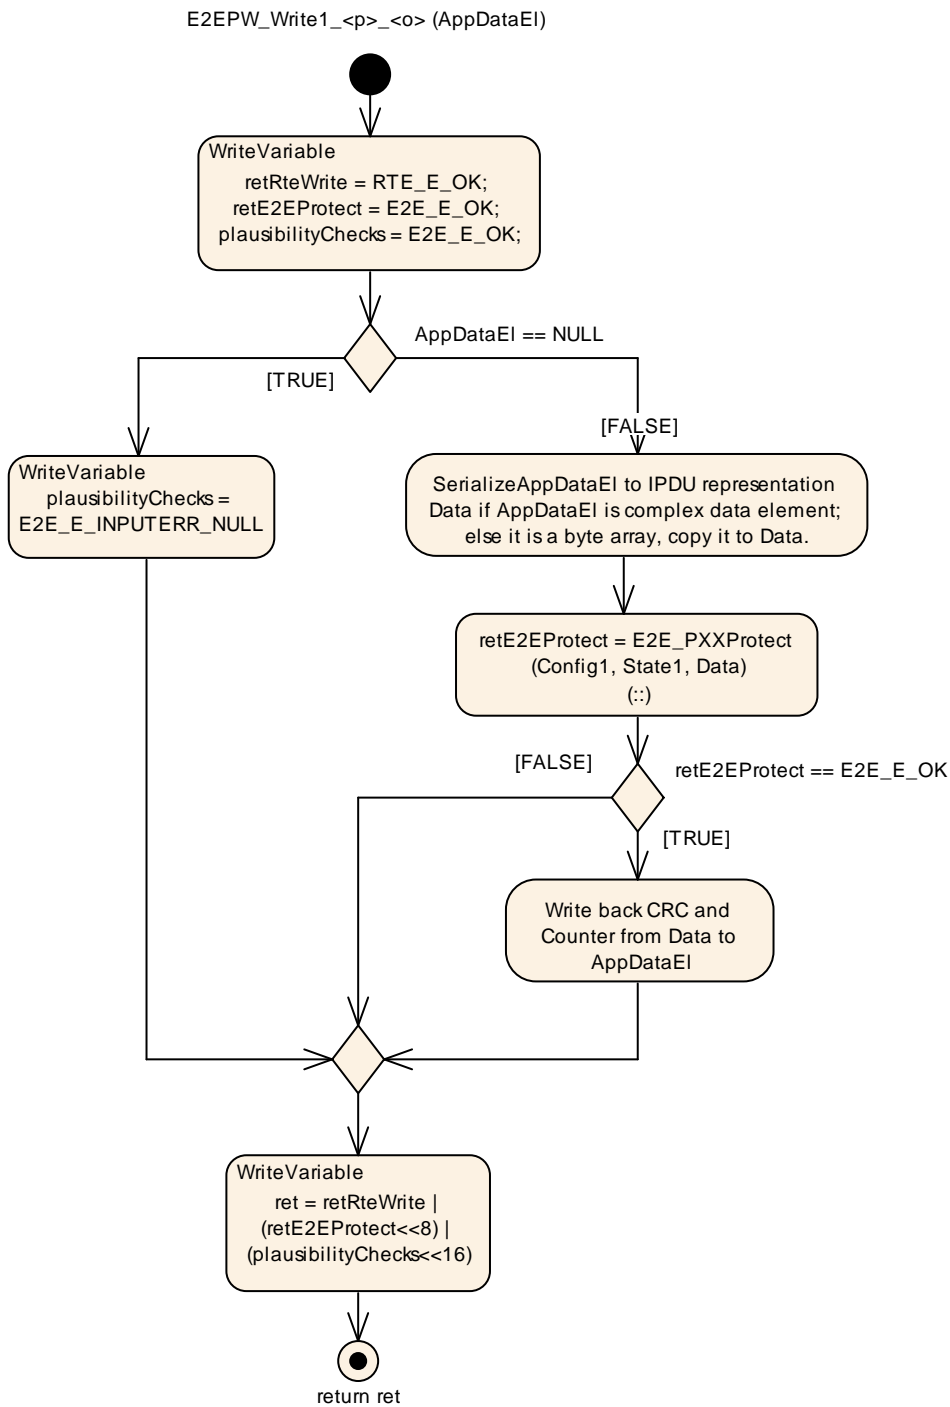 E2EPW_Write1_<p>_<o> (AppDataEl)
WriteVariable
retRteWrite = RTE_E_OK;
retE2EProtect = E2E_E_OK;
plausibilityChecks = E2E_E_OK;
AppDataEl == NULL
[TRUE]
[FALSE]
WriteVariable
plausibilityChecks =
E2E_E_INPUTERR_NULL
SerializeAppDataEl to IPDU representation
Data if AppDataEl is complex data element;
else it is a byte array, copy it to Data.
retE2EProtect = E2E_PXXProtect
(Config1, State1, Data)
(::)
[FALSE]
retE2EProtect == E2E_E_OK
[TRUE]
Write back CRC and
Counter from Data to
AppDataEl
WriteVariable
ret = retRteWrite |
(retE2EProtect<<8) |
(plausibilityChecks<<16)
return ret